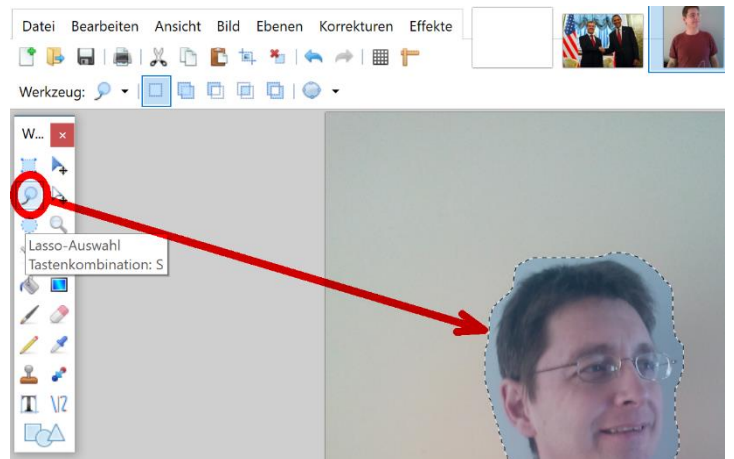 Datei Bearbeiten Ansicht Bild Ebenen Korrekturen Effekte
Werkzeug:
W...
Lasso-Auswahl
Tastenkombination: S